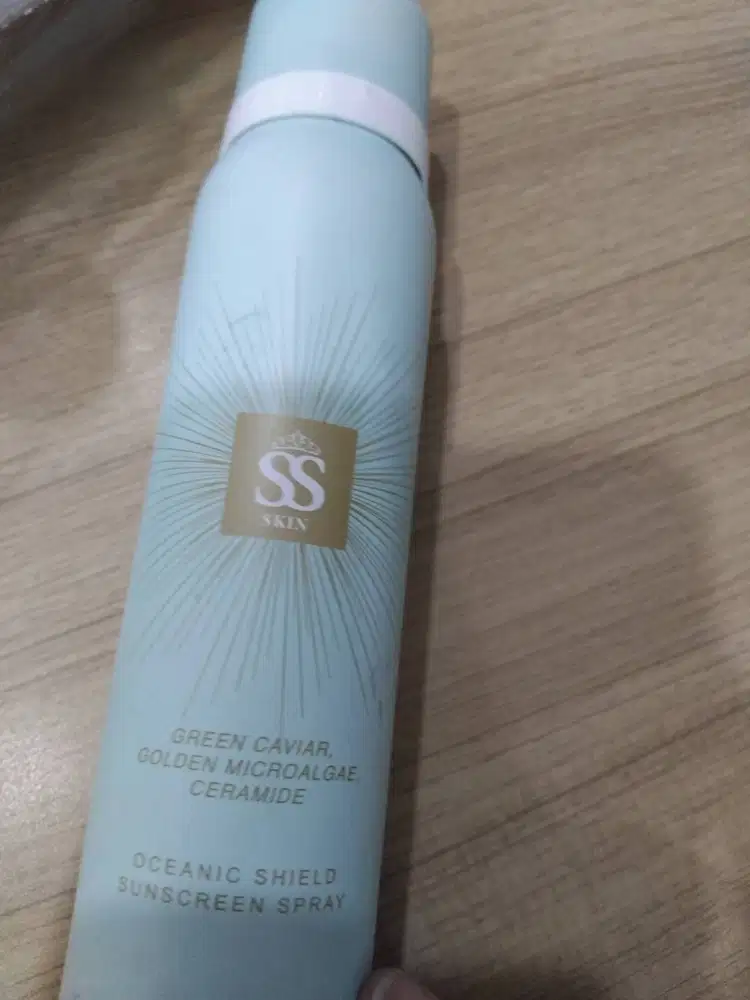 SS
SKIN
GREEN CAVIAR,
GOLDEN MICROALGAE,
CERAMIDE
OCEANIC SHIELD
SUNSCREEN SPRAY